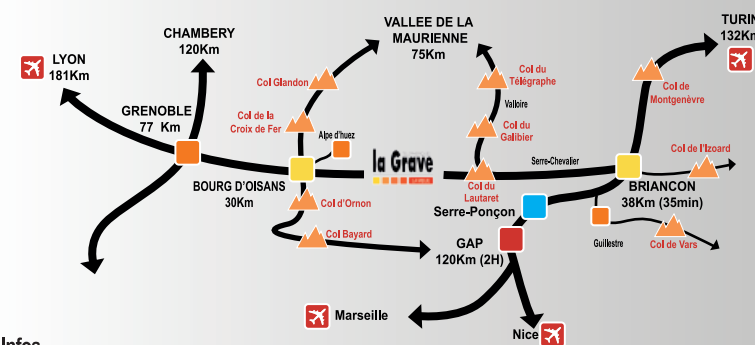 CHAMBERY
120Km
VALLEE DE LA
MAURIENNE
75Km
TURIN
132Km
LYON
181Km
Col Glandon
Col du
Télégraphe
Col de
Montgenèvre
GRENOBLE
77 Km
Col de la
Croix de Fer
Valloire
Alpe d'huez
Col du
Galibier
la Grave
Serre-Chevalier
Col de l'Izoard
BOURG D'OISANS
30Km
Col du
Lautaret
BRIANCON
38Km (35min)
Col d'Ornon
Serre-Ponçon
Col Bayard
GAP
120Km (2H)
Guillestre
Col de Vars
Marseille
Nice
Infos